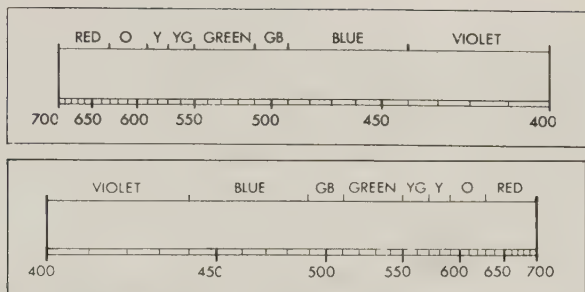 RED O Y YG GREEN GB BLUE VIOLET
700 650 600 550 500 450 400
VIOLET BLUE GB GREEN YG Y O RED
400 450 500 550 600 650 700